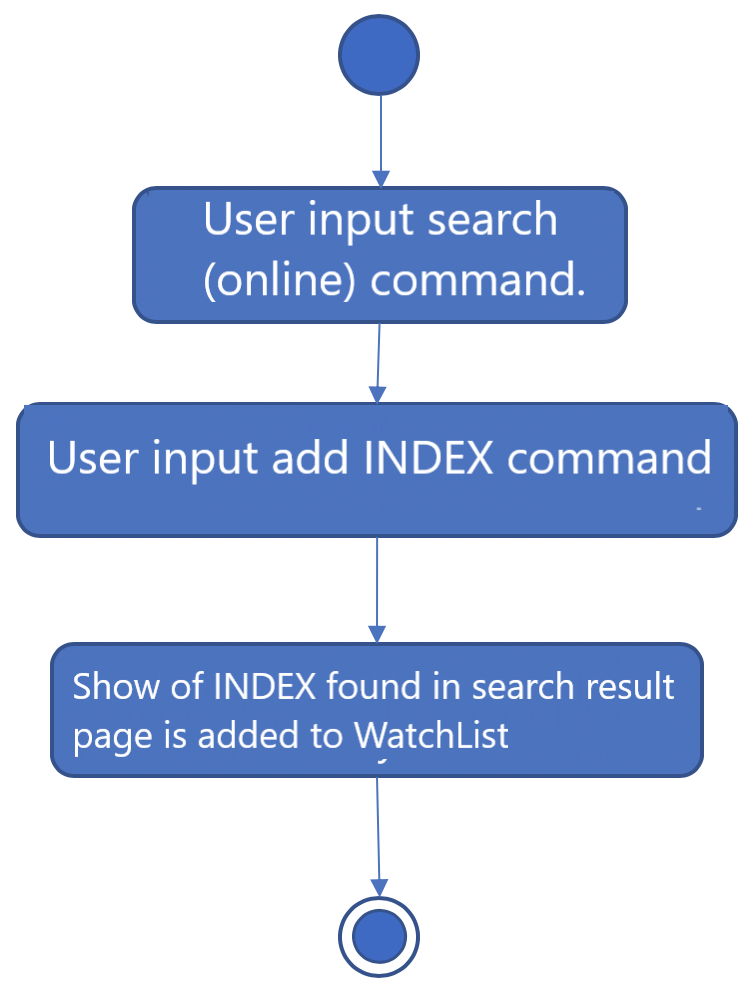 User input search
(online) command.
User input add INDEX command
Show of INDEX found in search result
page is added to WatchList